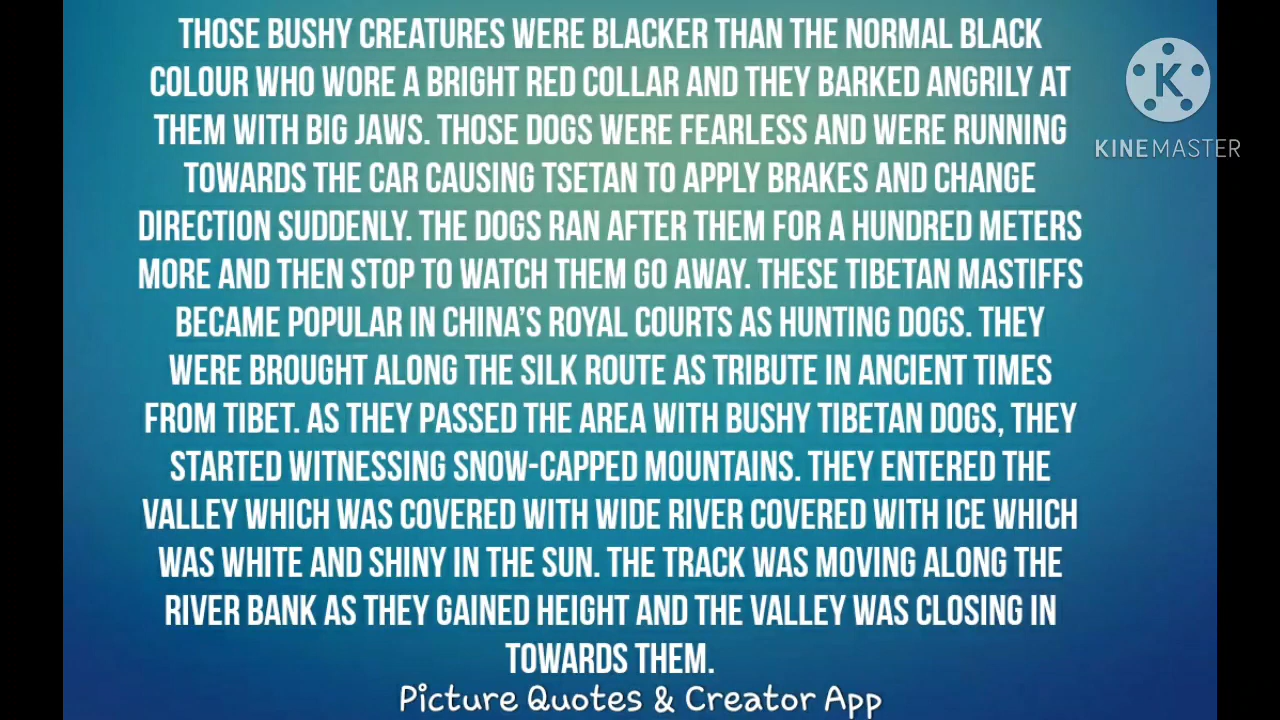 THOSE BUSHY CREATURES WERE BLACKER THAN THE NORMAL BLACK
COLOUR WHO WORE A BRIGHT RED COLLAR AND THEY BARKED ANGRILY AT
THEM WITH BIG JAWS. THOSE DOGS WERE FEARLESS AND WERE RUNNING
TOWARDS THE CAR CAUSING TSETAN TO APPLY BRAKES AND CHANGE
DIRECTION SUDDENLY. THE DOGS RAN AFTER THEM FOR A HUNDRED METERS
MORE AND THEN STOP TO WATCH THEM GO AWAY. THESE TIBETAN MASTIFFS
BECAME POPULAR IN CHINA'S ROYAL COURTS AS HUNTING DOGS. THEY
WERE BROUGHT ALONG THE SILK ROUTE AS TRIBUTE IN ANCIENT TIMES
FROM TIBET. AS THEY PASSED THE AREA WITH BUSHY TIBETAN DOGS, THEY
STARTED WITNESSING SNOW-CAPPED MOUNTAINS. THEY ENTERED THE
VALLEY WHICH WAS COVERED WITH WIDE RIVER COVERED WITH ICE WHICH
WAS WHITE AND SHINY IN THE SUN. THE TRACK WAS MOVING ALONG THE
RIVER BANK AS THEY GAINED HEIGHT AND THE VALLEY WAS CLOSING IN
TOWARDS THEM.
Picture Quotes & Creator App
K
KINEMASTER